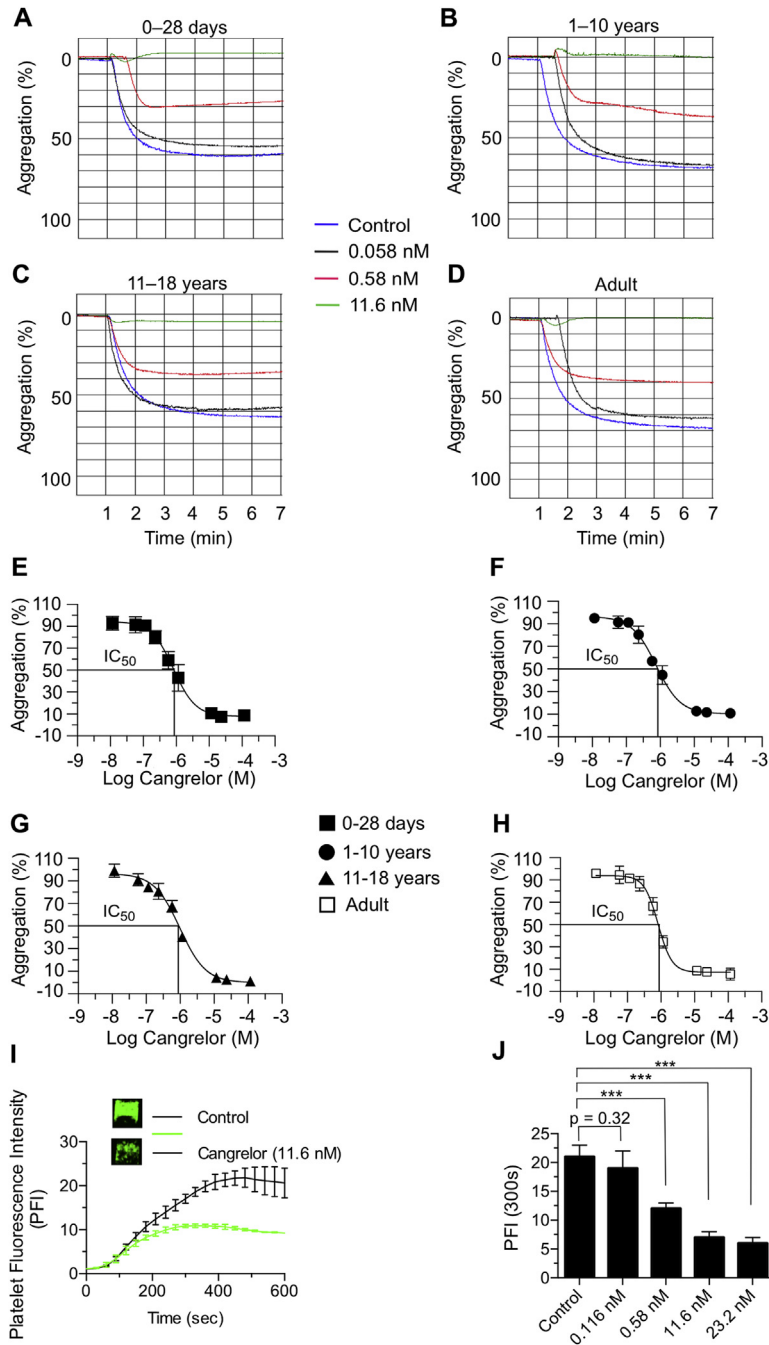 A
0–28 days
Aggregation (%)
0
50
100
B
1–10 years
Aggregation (%)
0
50
100
Control
0.058 nM
0.58 nM
11.6 nM
C
11–18 years
Aggregation (%)
0
50
100
1 2 3 4 5 6 7
Time (min)
D
Adult
Aggregation (%)
0
50
100
1 2 3 4 5 6 7
Time (min)
E
Aggregation (%)
110
90
70
50
30
10
-10
IC50
-9 -8 -7 -6 -5 -4 -3
Log Cangrelor (M)
F
Aggregation (%)
110
90
70
50
30
10
-10
IC50
-9 -8 -7 -6 -5 -4 -3
Log Cangrelor (M)
G
Aggregation (%)
110
90
70
50
30
10
-10
IC50
-9 -8 -7 -6 -5 -4 -3
Log Cangrelor (M)
0-28 days
1-10 years
11-18 years
Adult
H
Aggregation (%)
110
90
70
50
30
10
-10
IC50
-9 -8 -7 -6 -5 -4 -3
Log Cangrelor (M)
I
Platelet Fluorescence Intensity
(PFI)
Control
Cangrelor (11.6 nM)
30
20
10
0
0 200 400 600
Time (sec)
J
***
***
***
p = 0.32
PFI (300s)
25
20
15
10
5
0
Control
0.116 nM
0.58 nM
11.6 nM
23.2 nM